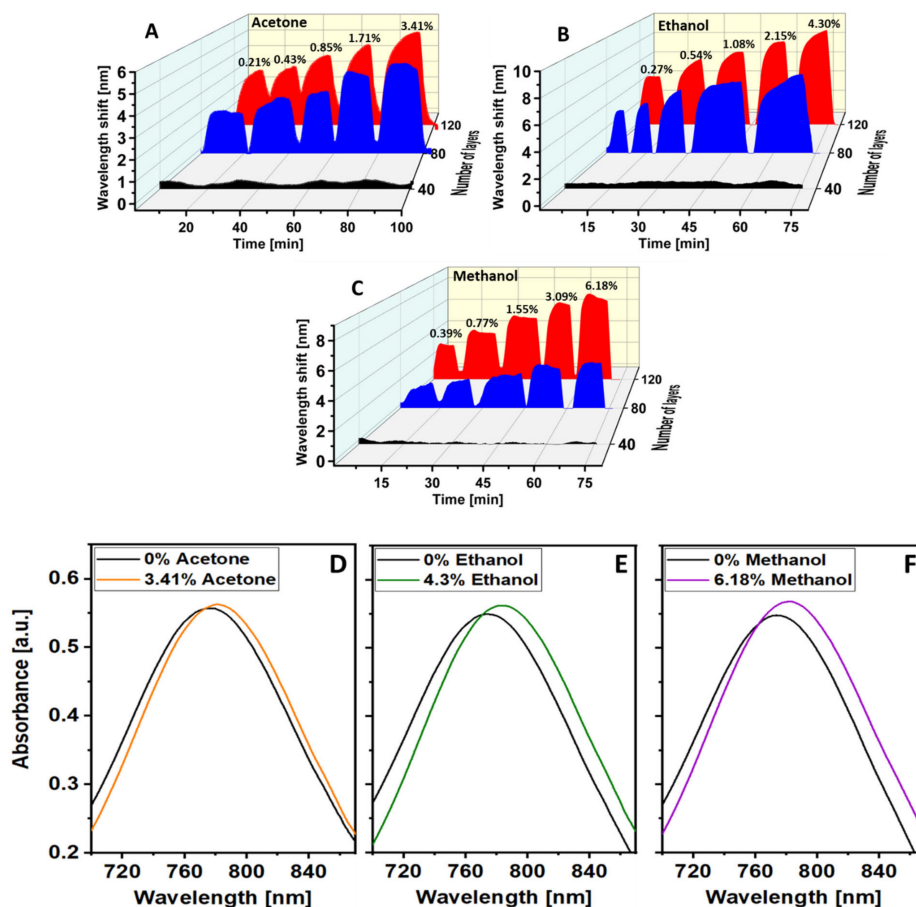 A
Acetone
0.21%
0.43%
0.85%
1.71%
3.41%
Wavelength shift [nm]
6
5
4
3
2
1
0
20
40
60
80
100
Time [min]
40
80
120
Number of layers
B
Ethanol
0.27%
0.54%
1.08%
2.15%
4.30%
Wavelength shift [nm]
10
8
6
4
2
0
15
30
45
60
75
Time [min]
40
80
120
Number of layers
C
Methanol
0.39%
0.77%
1.55%
3.09%
6.18%
Wavelength shift [nm]
8
6
4
2
0
15
30
45
60
75
Time [min]
40
80
120
Number of layers
D
0% Acetone
3.41% Acetone
Absorbance [a.u.]
0.6
0.5
0.4
0.3
0.2
720
760
800
840
Wavelength [nm]
E
0% Ethanol
4.3% Ethanol
720
760
800
840
Wavelength [nm]
F
0% Methanol
6.18% Methanol
720
760
800
840
Wavelength [nm]